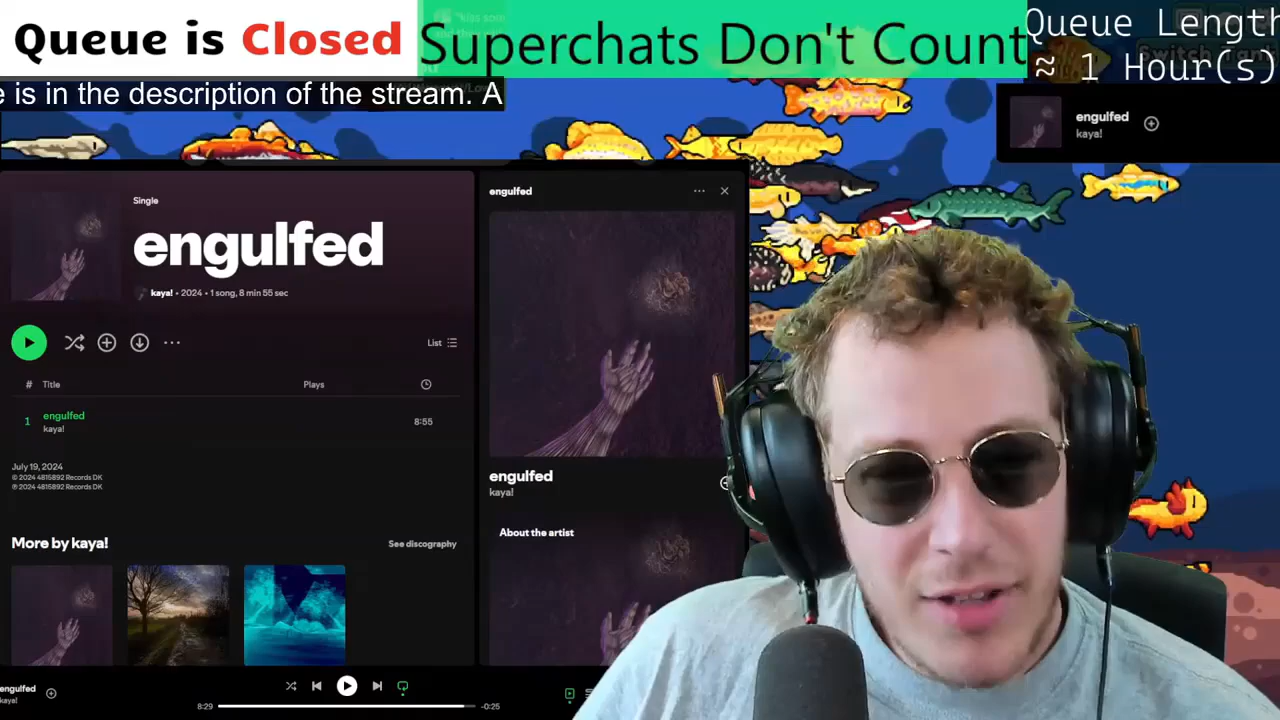 Queue is Closed
Superchats Don't Count
Queue Length
≈ 1 Hour(s)
e is in the description of the stream. A
engulfed
kaya!
Single
engulfed
kaya! • 2024 • 1 song, 8 min 55 sec
List
# Title Plays
1 engulfed 8:55
kaya!
July 19, 2024
© 2024 4815892 Records DK
℗ 2024 4815892 Records DK
More by kaya!
See discography
engulfed
engulfed
kaya!
About the artist
engulfed
kaya!
8:29
-0:25